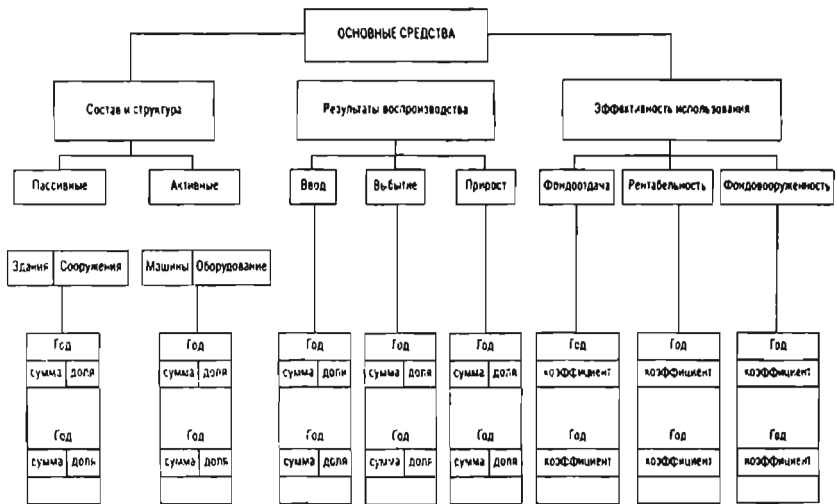 ОСНОВНЫЕ СРЕДСТВА
Состав и структура Результаты воспроизводства Эффективность использования
Пассивные Активные Ввод Выбытие Прирост Фондоотдача Рентабельность Фондовооруженность
Здания Сооружения Машины Оборудование
Год Год Год Год Год Год Год Год
сумма доля сумма доля сумма доля сумма доля сумма доля коэффициент коэффициент коэффициент
Год Год Год Год Год Год Год Год
сумма доля сумма доля сумма доля сумма доля сумма доля коэффициент коэффициент коэффициент